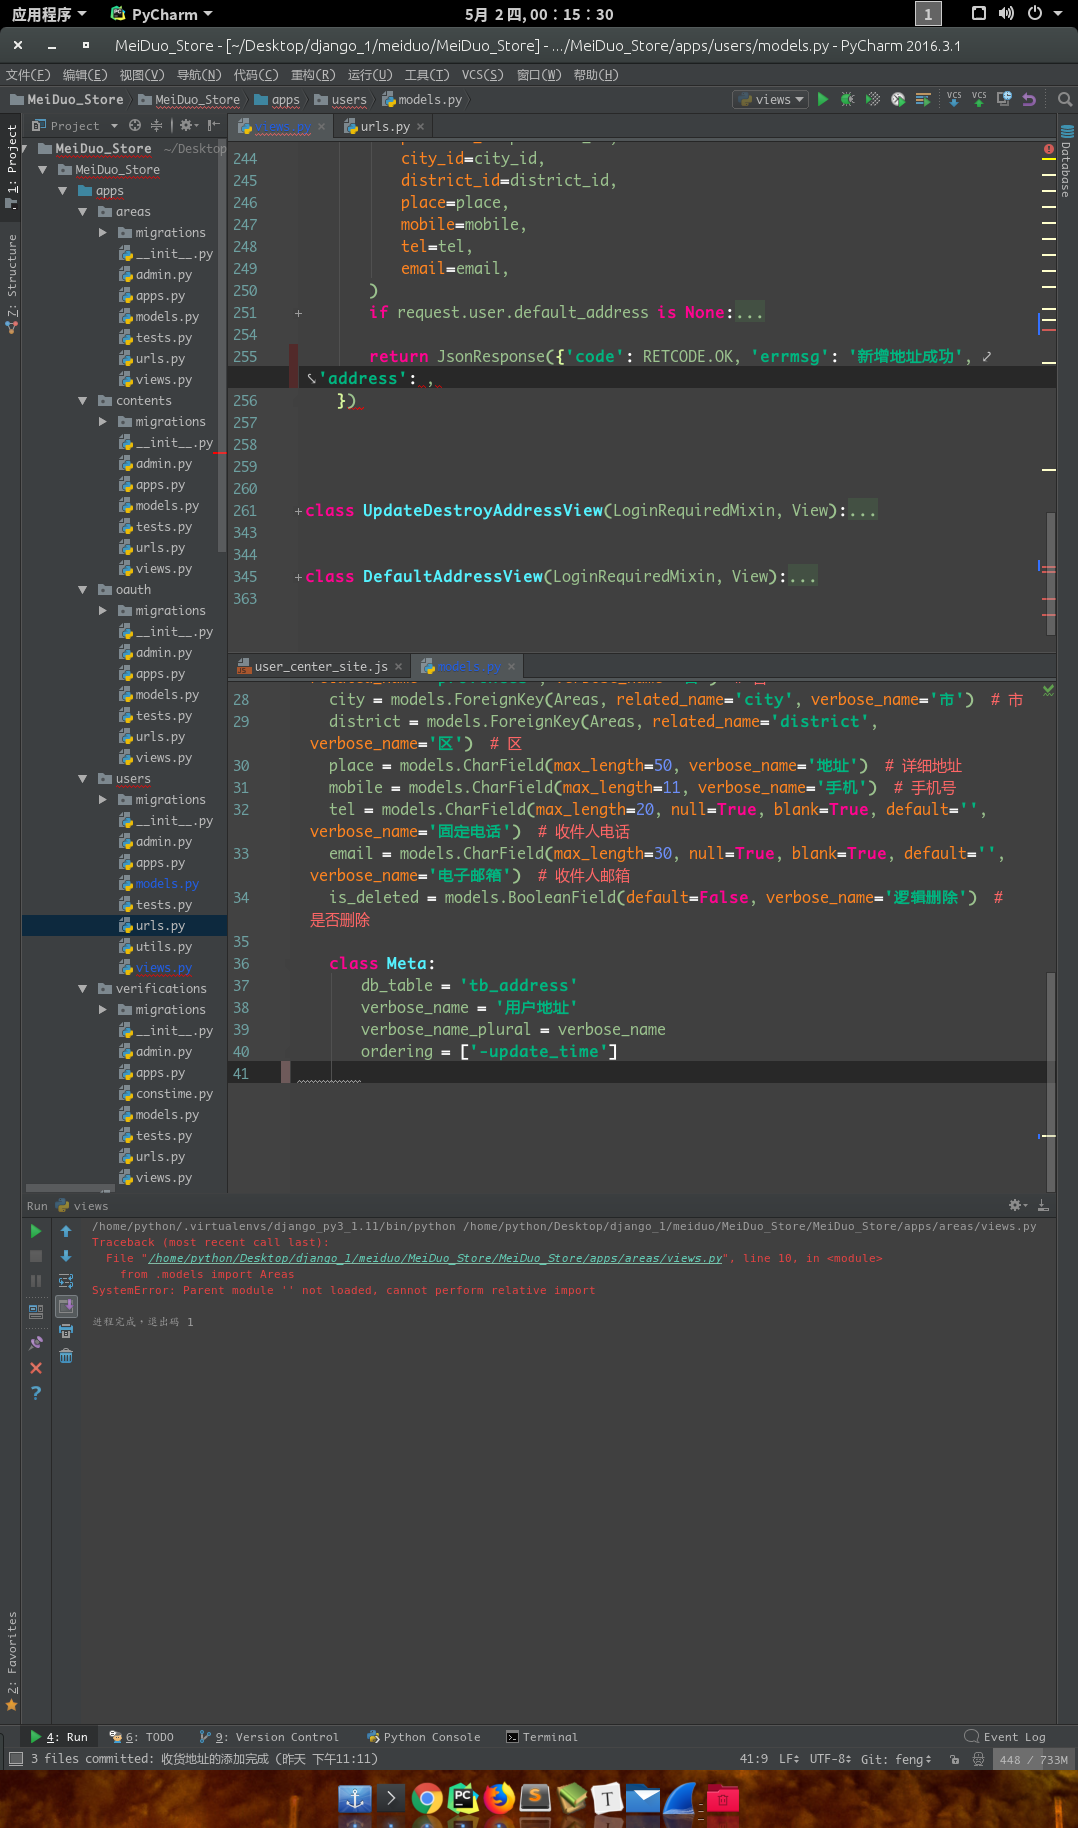 应用程序 PyCharm 5月 2 四, 00：15：30 1
MeiDuo_Store - [~/Desktop/django_1/meiduo/MeiDuo_Store] - .../MeiDuo_Store/apps/users/models.py - PyCharm 2016.3.1
文件(F) 编辑(E) 视图(V) 导航(N) 代码(C) 重构(R) 运行(U) 工具(T) VCS(S) 窗口(W) 帮助(H)
MeiDuo_Store MeiDuo_Store apps users models.py views VCS VCS
Project
views.py urls.py
1: Project
Z: Structure
2: Favorites
Database
MeiDuo_Store ~/Desktop
MeiDuo_Store
apps
areas
migrations
__init__.py
admin.py
apps.py
models.py
tests.py
urls.py
views.py
contents
migrations
__init__.py
admin.py
apps.py
models.py
tests.py
urls.py
views.py
oauth
migrations
__init__.py
admin.py
apps.py
models.py
tests.py
urls.py
views.py
users
migrations
__init__.py
admin.py
apps.py
models.py
tests.py
urls.py
utils.py
views.py
verifications
migrations
__init__.py
admin.py
apps.py
constime.py
models.py
tests.py
urls.py
views.py
244 city_id=city_id,
245 district_id=district_id,
246 place=place,
247 mobile=mobile,
248 tel=tel,
249 email=email,
250 )
251 if request.user.default_address is None:...
254
255 return JsonResponse({'code': RETCODE.OK, 'errmsg': '新增地址成功',
'address': ,
256 })
257
258
259
260
261 class UpdateDestroyAddressView(LoginRequiredMixin, View):...
343
344
345 class DefaultAddressView(LoginRequiredMixin, View):...
363
user_center_site.js models.py
28 city = models.ForeignKey(Areas, related_name='city', verbose_name='市') # 市
29 district = models.ForeignKey(Areas, related_name='district',
verbose_name='区') # 区
30 place = models.CharField(max_length=50, verbose_name='地址') # 详细地址
31 mobile = models.CharField(max_length=11, verbose_name='手机') # 手机号
32 tel = models.CharField(max_length=20, null=True, blank=True, default='',
verbose_name='固定电话') # 收件人电话
33 email = models.CharField(max_length=30, null=True, blank=True, default='',
verbose_name='电子邮箱') # 收件人邮箱
34 is_deleted = models.BooleanField(default=False, verbose_name='逻辑删除') #
是否删除
35
36 class Meta:
37 db_table = 'tb_address'
38 verbose_name = '用户地址'
39 verbose_name_plural = verbose_name
40 ordering = ['-update_time']
41
Run views
/home/python/.virtualenvs/django_py3_1.11/bin/python /home/python/Desktop/django_1/meiduo/MeiDuo_Store/MeiDuo_Store/apps/areas/views.py
Traceback (most recent call last):
File "/home/python/Desktop/django_1/meiduo/MeiDuo_Store/MeiDuo_Store/apps/areas/views.py", line 10, in <module>
from .models import Areas
SystemError: Parent module '' not loaded, cannot perform relative import
进程完成，退出码 1
4: Run 6: TODO 9: Version Control Python Console Terminal Event Log
3 files committed: 收货地址的添加完成 (昨天 下午11:11) 41:9 LF UTF-8 Git: feng 448 / 733M